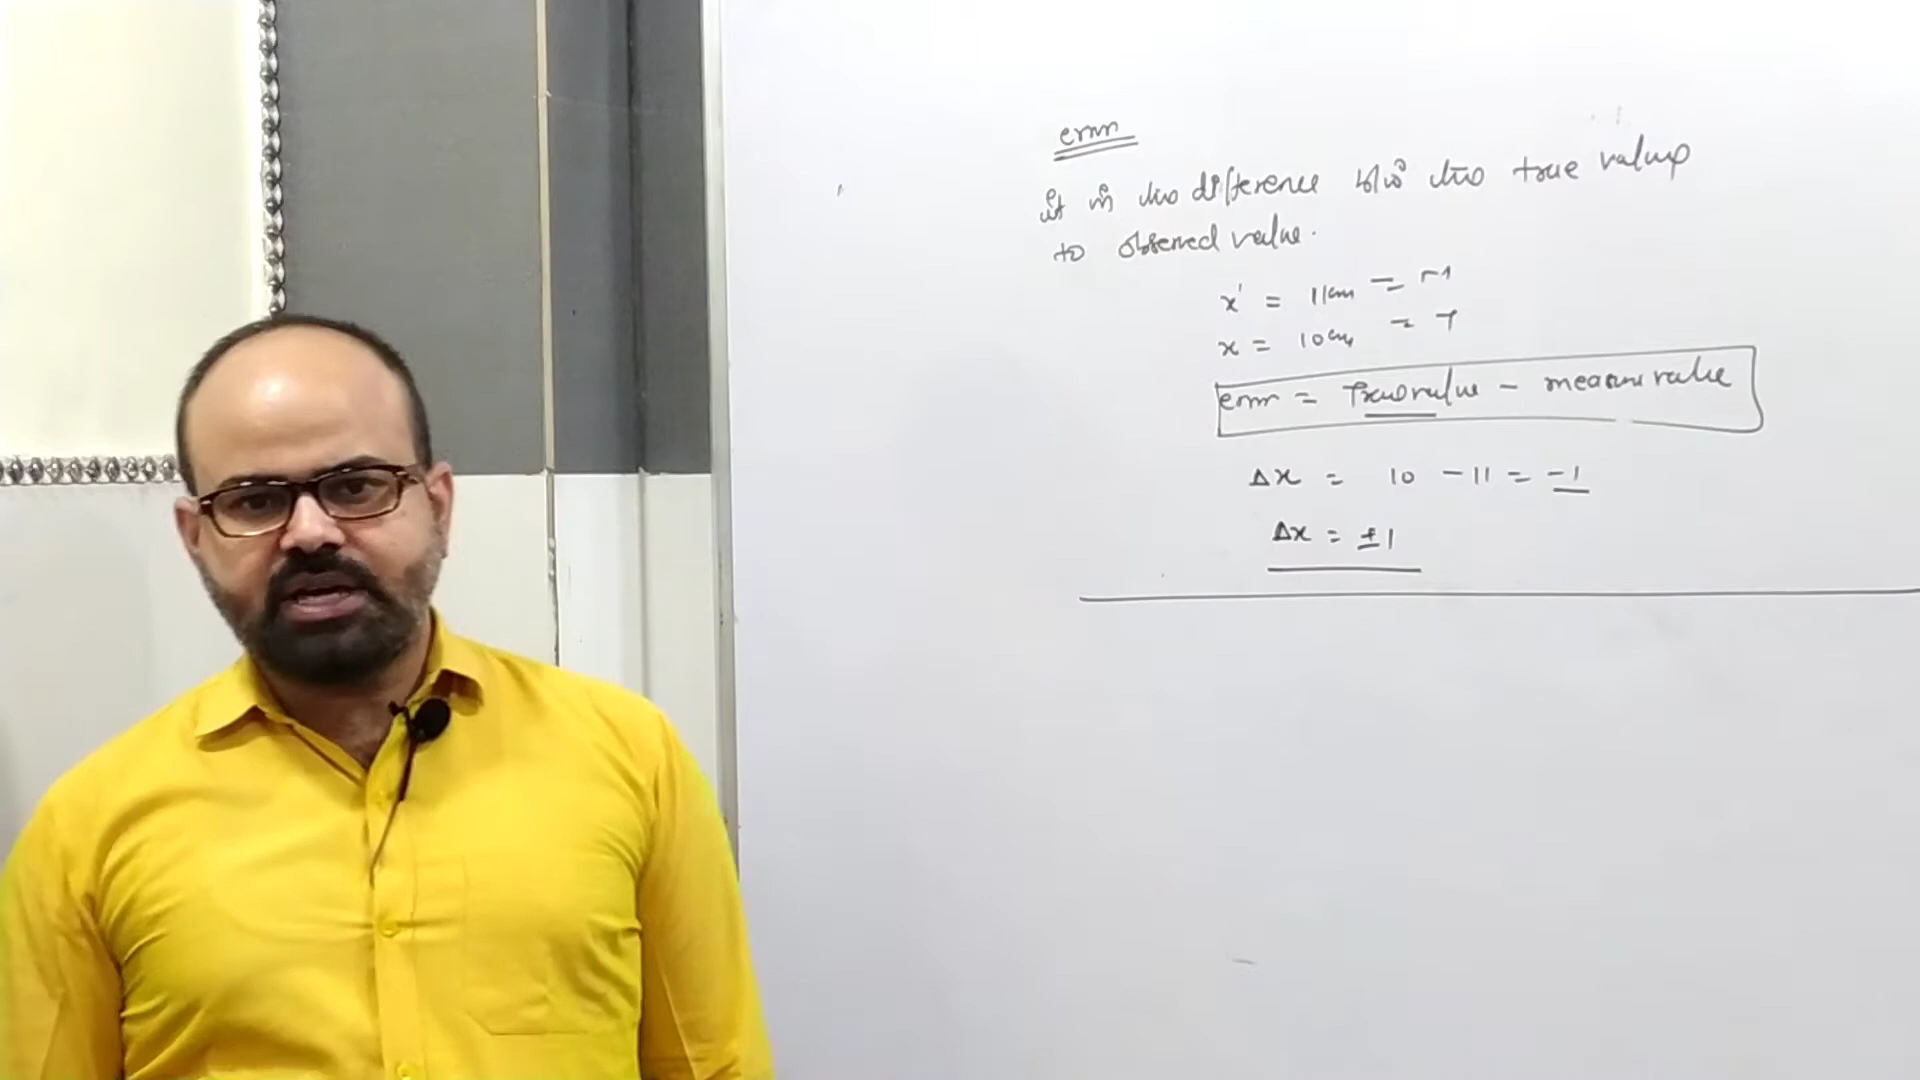 error
it is the difference b/w the true value
to observed value.
x' = 11cm = M
x = 10cm = T
error = True value - measure value
Δx = 10 - 11 = -1
Δx = ±1